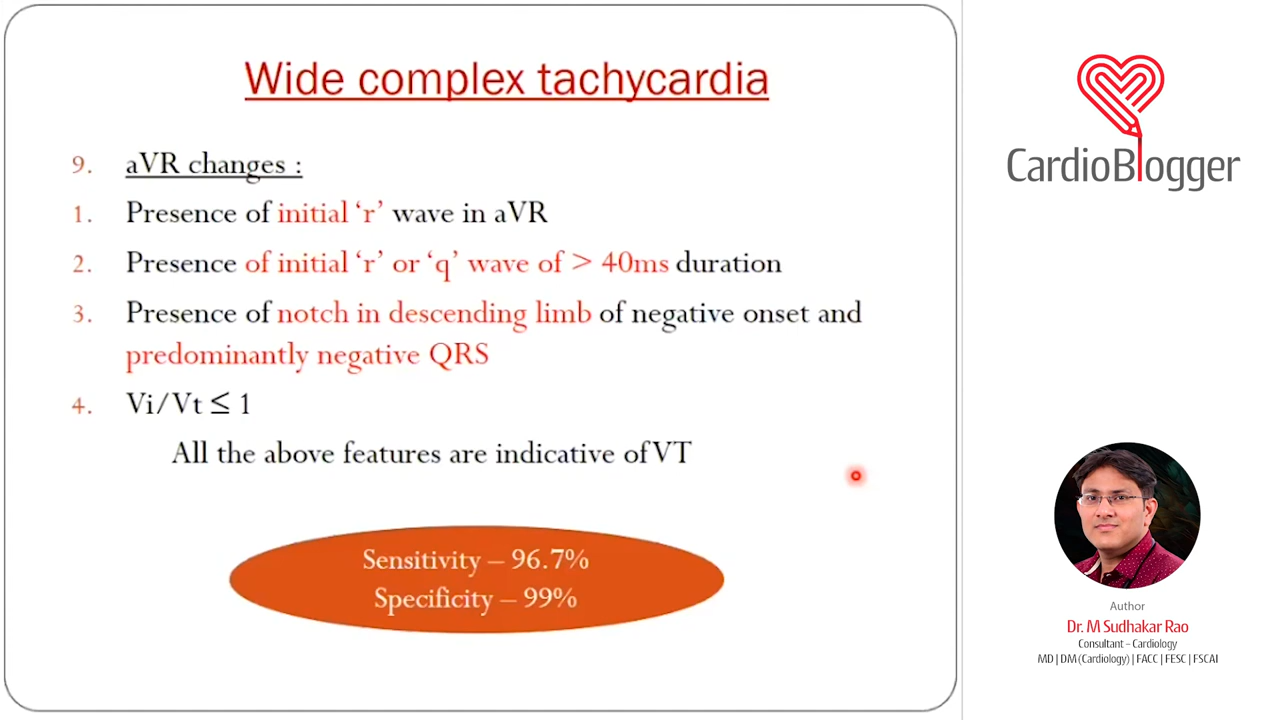 Wide complex tachycardia
9. aVR changes :
1. Presence of initial ‘r’ wave in aVR
2. Presence of initial ‘r’ or ‘q’ wave of > 40ms duration
3. Presence of notch in descending limb of negative onset and
predominantly negative QRS
4. Vi/Vt ≤ 1
All the above features are indicative of VT
Sensitivity – 96.7%
Specificity – 99%
CardioBlogger
Author
Dr. M Sudhakar Rao
Consultant – Cardiology
MD | DM (Cardiology) | FACC | FESC | FSCAI